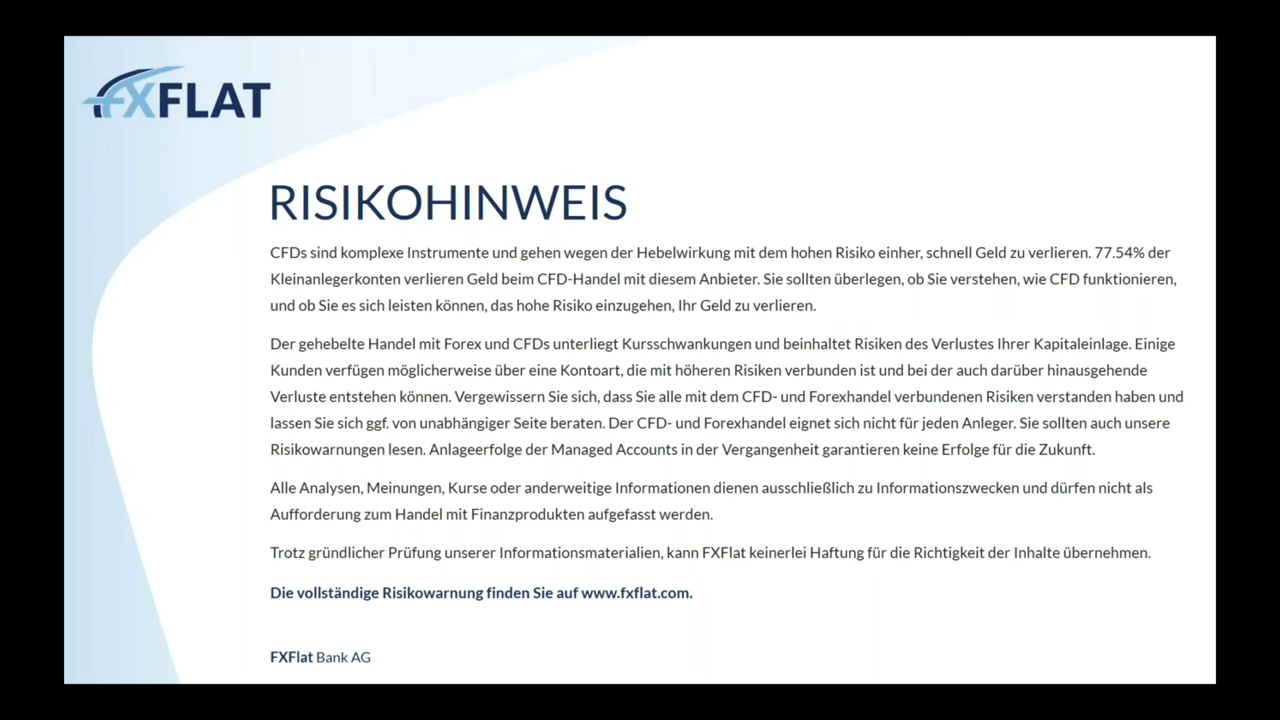 FXFLAT
RISIKOHINWEIS
CFDs sind komplexe Instrumente und gehen wegen der Hebelwirkung mit dem hohen Risiko einher, schnell Geld zu verlieren. 77.54% der
Kleinanlegerkonten verlieren Geld beim CFD-Handel mit diesem Anbieter. Sie sollten überlegen, ob Sie verstehen, wie CFD funktionieren,
und ob Sie es sich leisten können, das hohe Risiko einzugehen, Ihr Geld zu verlieren.
Der gehebelte Handel mit Forex und CFDs unterliegt Kursschwankungen und beinhaltet Risiken des Verlustes Ihrer Kapitaleinlage. Einige
Kunden verfügen möglicherweise über eine Kontoart, die mit höheren Risiken verbunden ist und bei der auch darüber hinausgehende
Verluste entstehen können. Vergewissern Sie sich, dass Sie alle mit dem CFD- und Forexhandel verbundenen Risiken verstanden haben und
lassen Sie sich ggf. von unabhängiger Seite beraten. Der CFD- und Forexhandel eignet sich nicht für jeden Anleger. Sie sollten auch unsere
Risikowarnungen lesen. Anlageerfolge der Managed Accounts in der Vergangenheit garantieren keine Erfolge für die Zukunft.
Alle Analysen, Meinungen, Kurse oder anderweitige Informationen dienen ausschließlich zu Informationszwecken und dürfen nicht als
Aufforderung zum Handel mit Finanzprodukten aufgefasst werden.
Trotz gründlicher Prüfung unserer Informationsmaterialien, kann FXFlat keinerlei Haftung für die Richtigkeit der Inhalte übernehmen.
Die vollständige Risikowarnung finden Sie auf www.fxflat.com.
FXFlat Bank AG